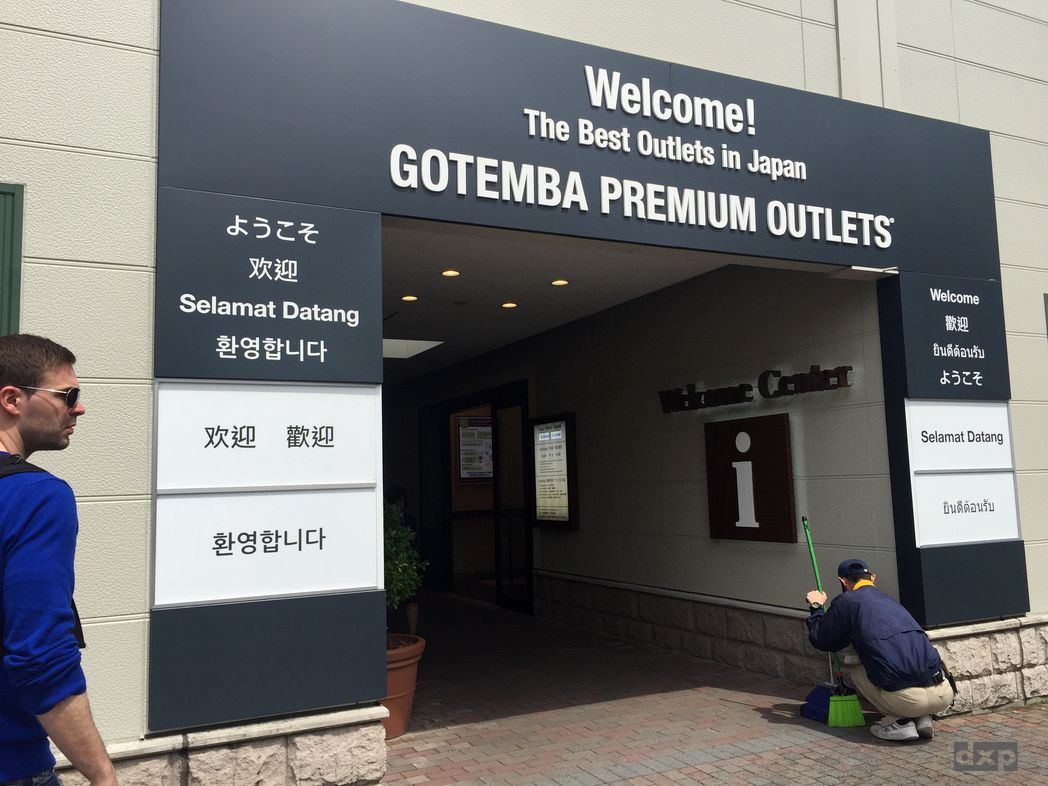 Welcome!
The Best Outlets in Japan
GOTEMBA PREMIUM OUTLETS
ようこそ
欢迎
Selamat Datang
환영합니다
欢迎 歡迎
환영합니다
Welcome Center
i
Welcome
歡迎
ยินดีต้อนรับ
ようこそ
Selamat Datang
ยินดีต้อนรับ
dxp